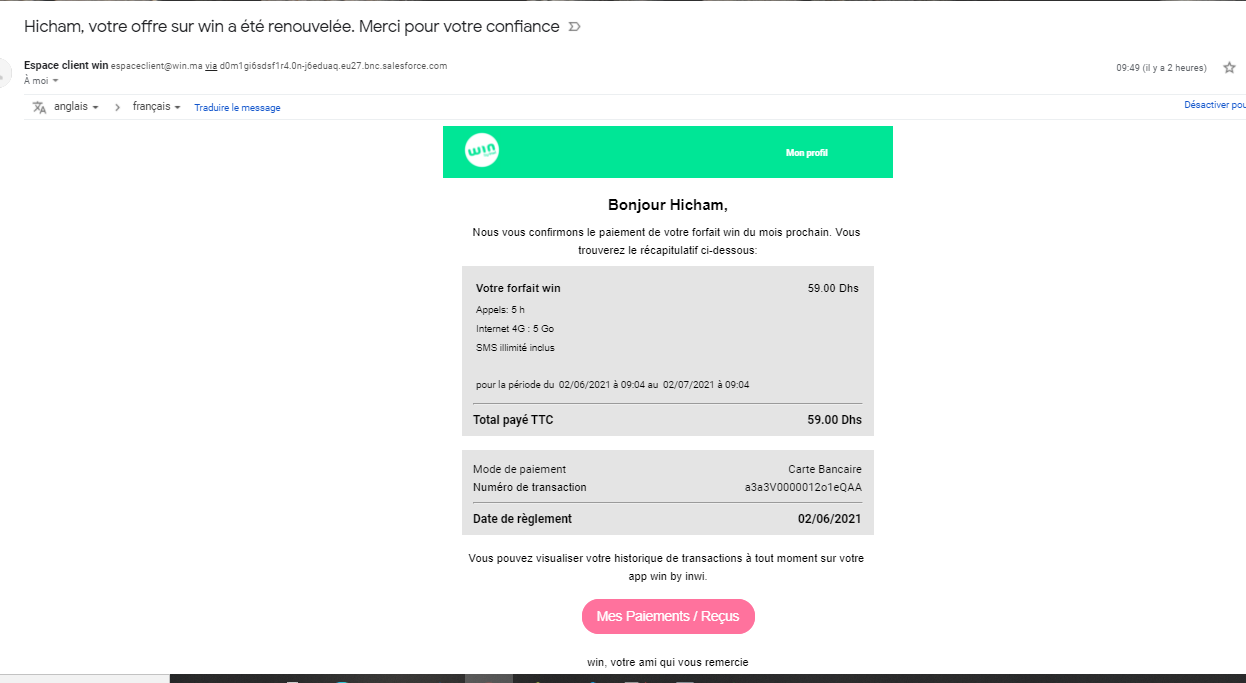 Hicham, votre offre sur win a été renouvelée. Merci pour votre confiance
Espace client win espaceclient@win.ma via d0m1gi6sdsf1r4.0n-j6eduaq.eu27.bnc.salesforce.com
09:49 (il y a 2 heures)
À moi
anglais > français Traduire le message
Désactiver pou
win
Mon profil
Bonjour Hicham,
Nous vous confirmons le paiement de votre forfait win du mois prochain. Vous
trouverez le récapitulatif ci-dessous:
Votre forfait win 59.00 Dhs
Appels: 5 h
Internet 4G : 5 Go
SMS illimité inclus
pour la période du 02/06/2021 à 09:04 au 02/07/2021 à 09:04
Total payé TTC 59.00 Dhs
Mode de paiement Carte Bancaire
Numéro de transaction a3a3V0000012o1eQAA
Date de règlement 02/06/2021
Vous pouvez visualiser votre historique de transactions à tout moment sur votre
app win by inwi.
Mes Paiements / Reçus
win, votre ami qui vous remercie